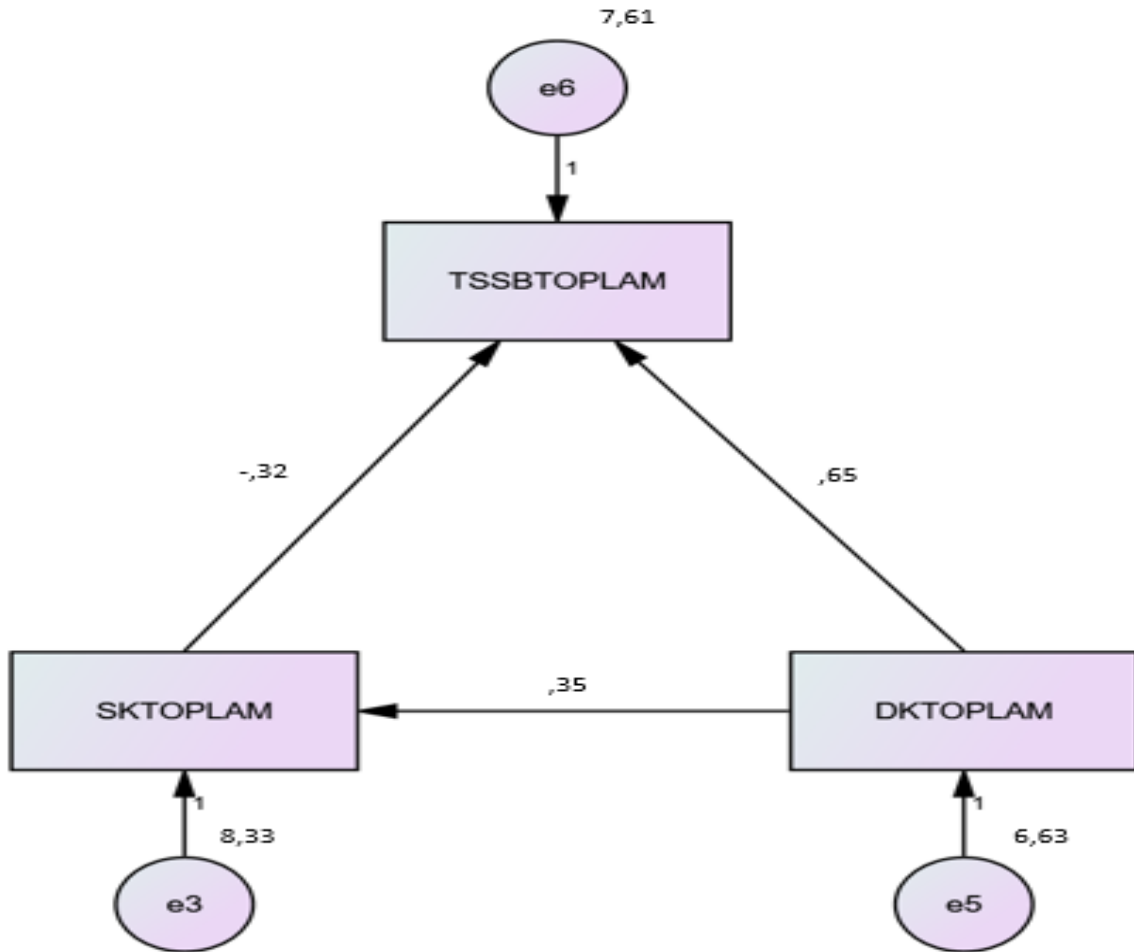 7,61
e6
1
TSSBTOPLAM
-,32
,65
,35
SKTOPLAM
DKTOPLAM
1
1
8,33
6,63
e3
e5